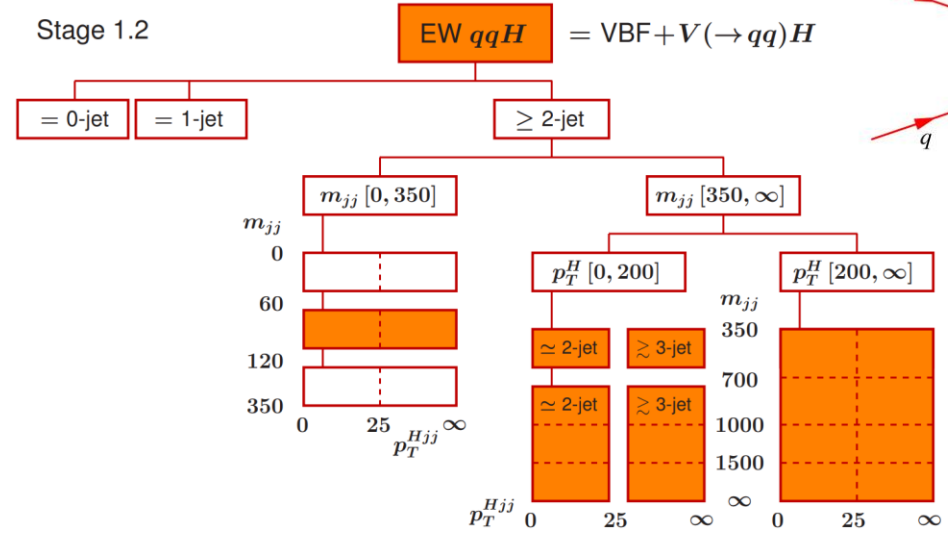 Stage 1.2
EW qqH = VBF + V(→ qq)H
= 0-jet
= 1-jet
≥ 2-jet
q
m_jj [0, 350]
m_jj [350, ∞]
m_jj
0
60
120
350
0 25 ∞
p_T^Hjj
p_T^H [0, 200]
p_T^H [200, ∞]
m_jj
350
700
1000
1500
∞
≃ 2-jet
≳ 3-jet
≃ 2-jet
≳ 3-jet
p_T^Hjj 0 25 ∞
0 25 ∞